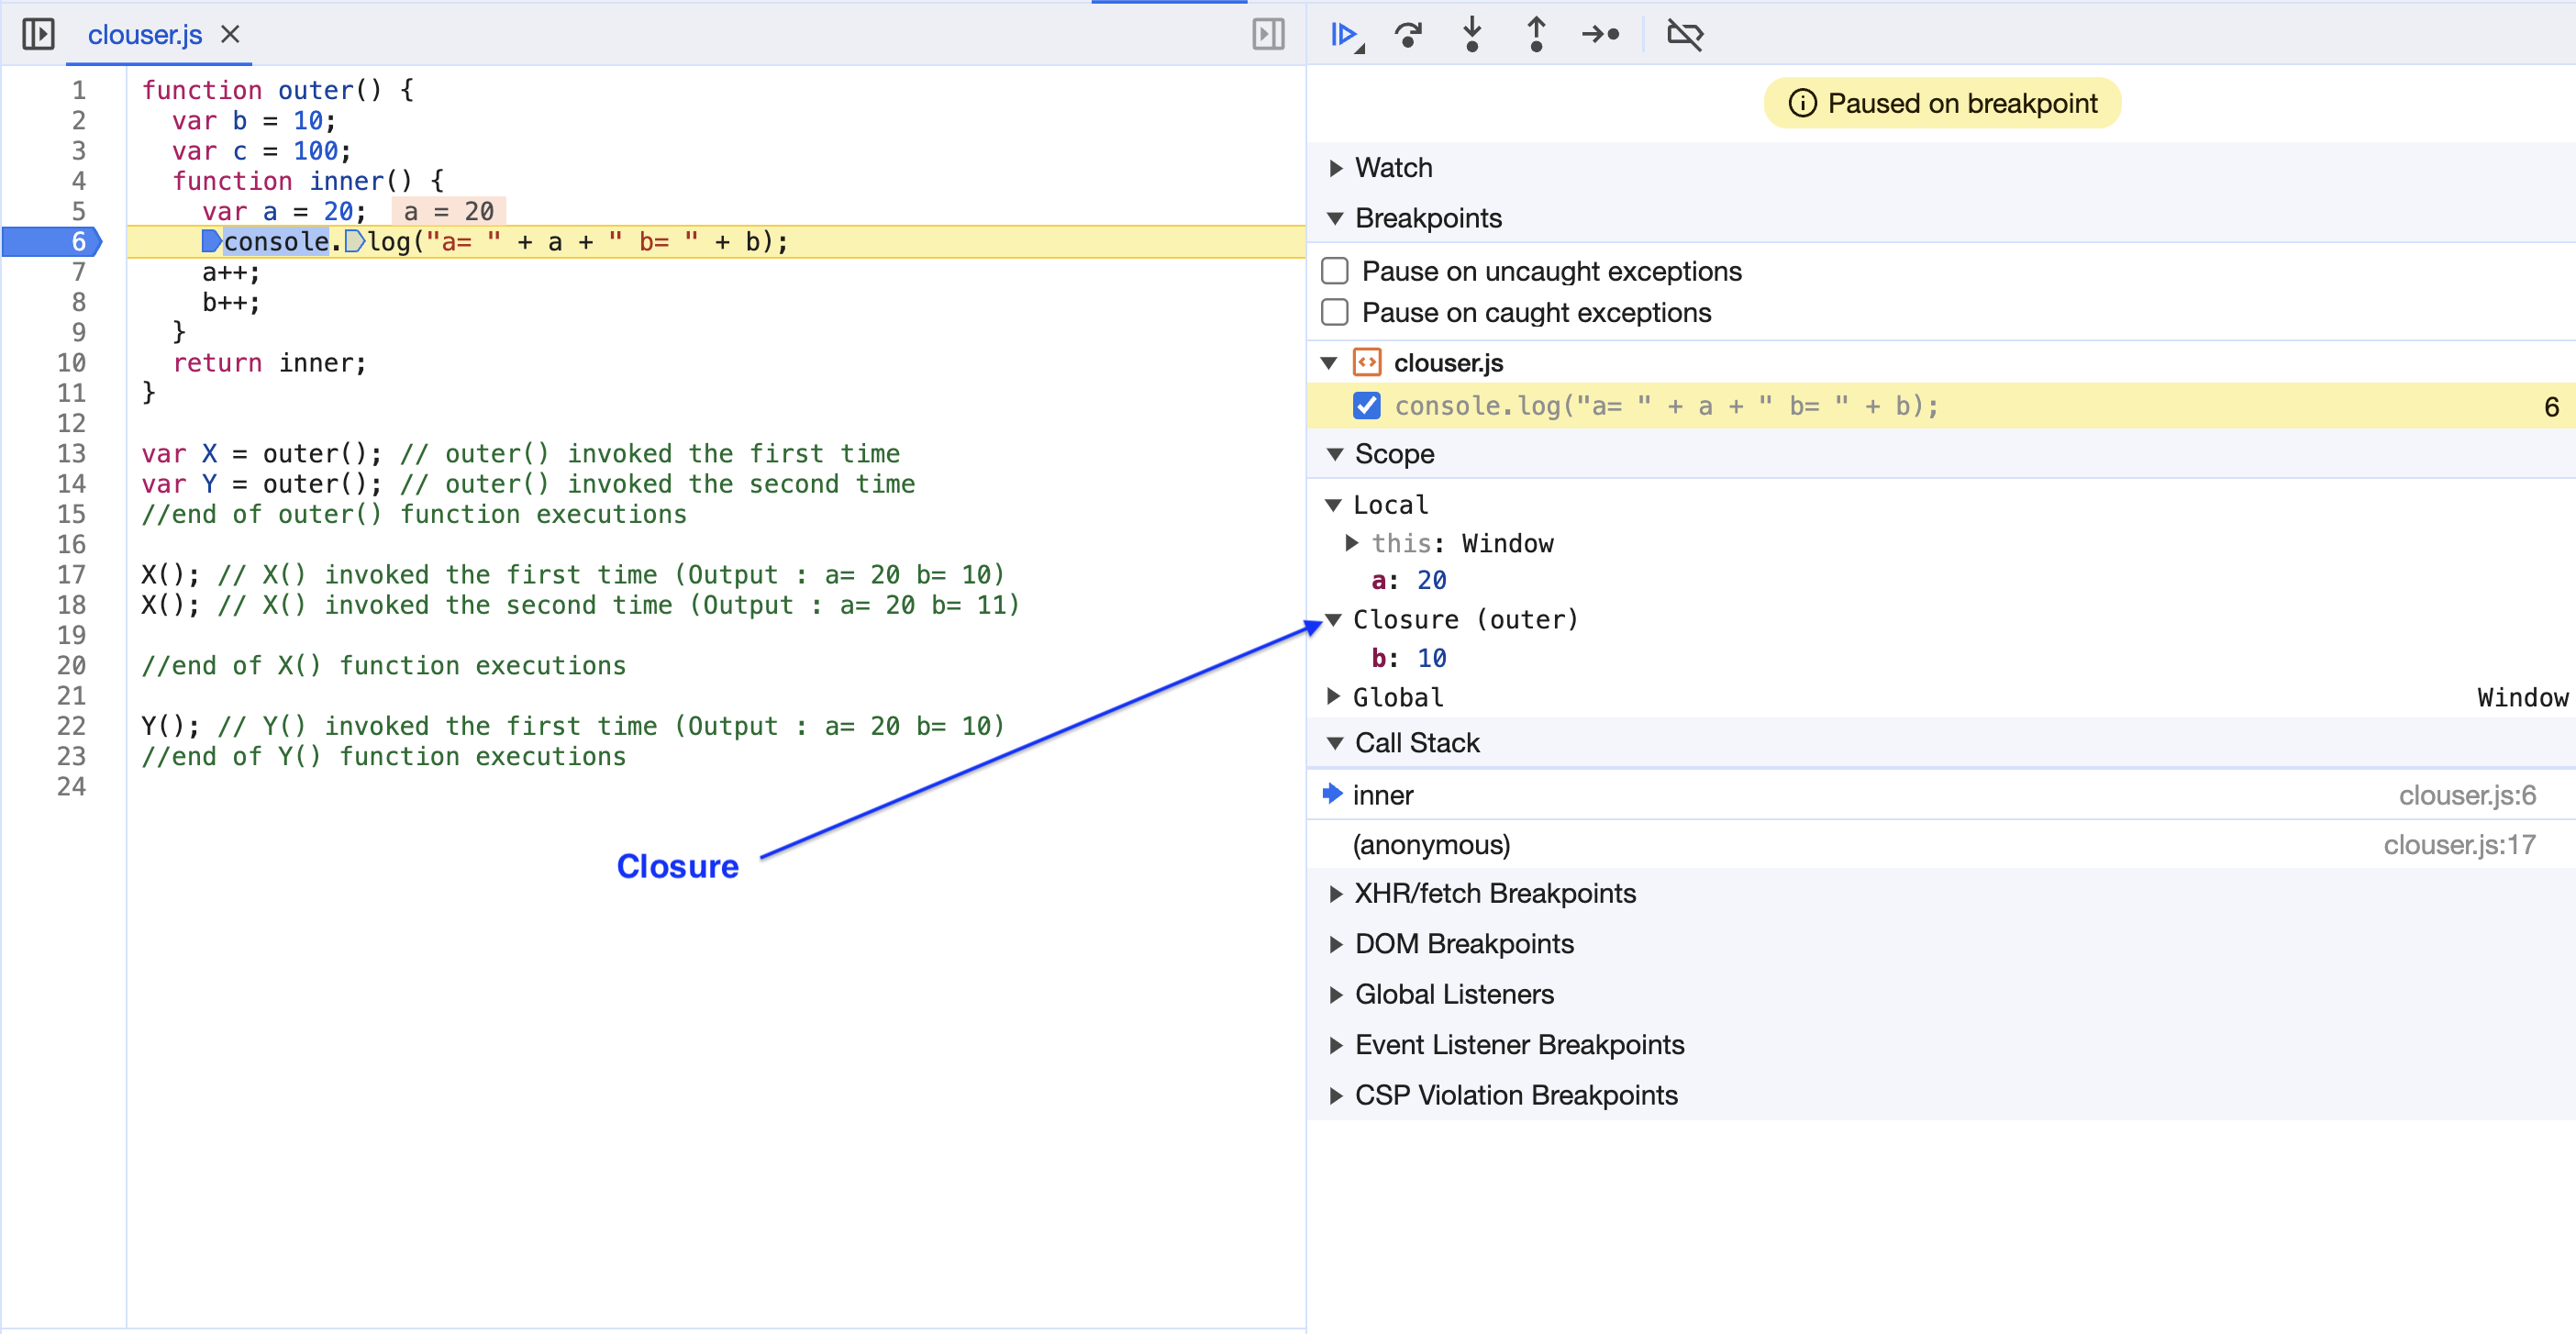 clouser.js
1 function outer() {
2 var b = 10;
3 var c = 100;
4 function inner() {
5 var a = 20; a = 20
6 console.log("a= " + a + " b= " + b);
7 a++;
8 b++;
9 }
10 return inner;
11 }
12
13 var X = outer(); // outer() invoked the first time
14 var Y = outer(); // outer() invoked the second time
15 //end of outer() function executions
16
17 X(); // X() invoked the first time (Output : a= 20 b= 10)
18 X(); // X() invoked the second time (Output : a= 20 b= 11)
19
20 //end of X() function executions
21
22 Y(); // Y() invoked the first time (Output : a= 20 b= 10)
23 //end of Y() function executions
24
Closure
Paused on breakpoint
Watch
Breakpoints
Pause on uncaught exceptions
Pause on caught exceptions
clouser.js
console.log("a= " + a + " b= " + b); 6
Scope
Local
this: Window
a: 20
Closure (outer)
b: 10
Global Window
Call Stack
inner clouser.js:6
(anonymous) clouser.js:17
XHR/fetch Breakpoints
DOM Breakpoints
Global Listeners
Event Listener Breakpoints
CSP Violation Breakpoints